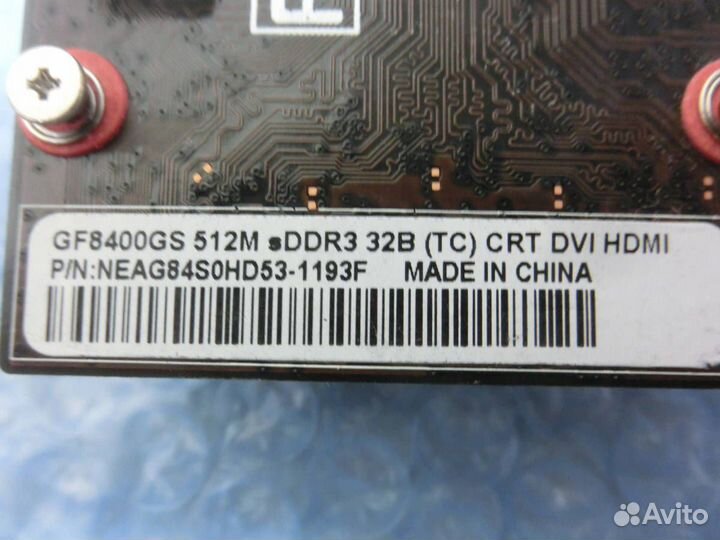 GF8400GS 512M sDDR3 32B (TC) CRT DVI HDMI
P/N:NEAG84S0HD53-1193F MADE IN CHINA
Avito